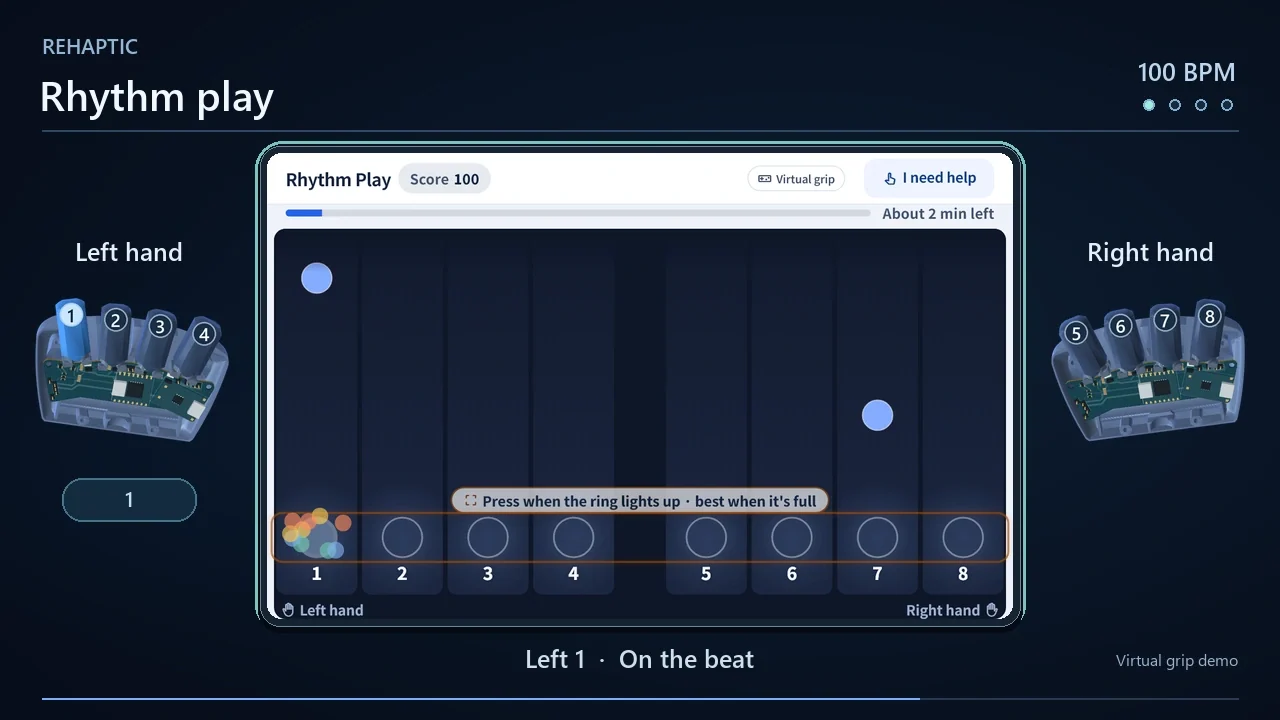 REHAPTIC
Rhythm play
100 BPM
Rhythm Play
Score 100
Virtual grip
I need help
About 2 min left
Left hand
Right hand
1
2
3
4
5
6
7
8
1
Press when the ring lights up · best when it's full
1
2
3
4
5
6
7
8
Left hand
Right hand
Left 1 · On the beat
Virtual grip demo